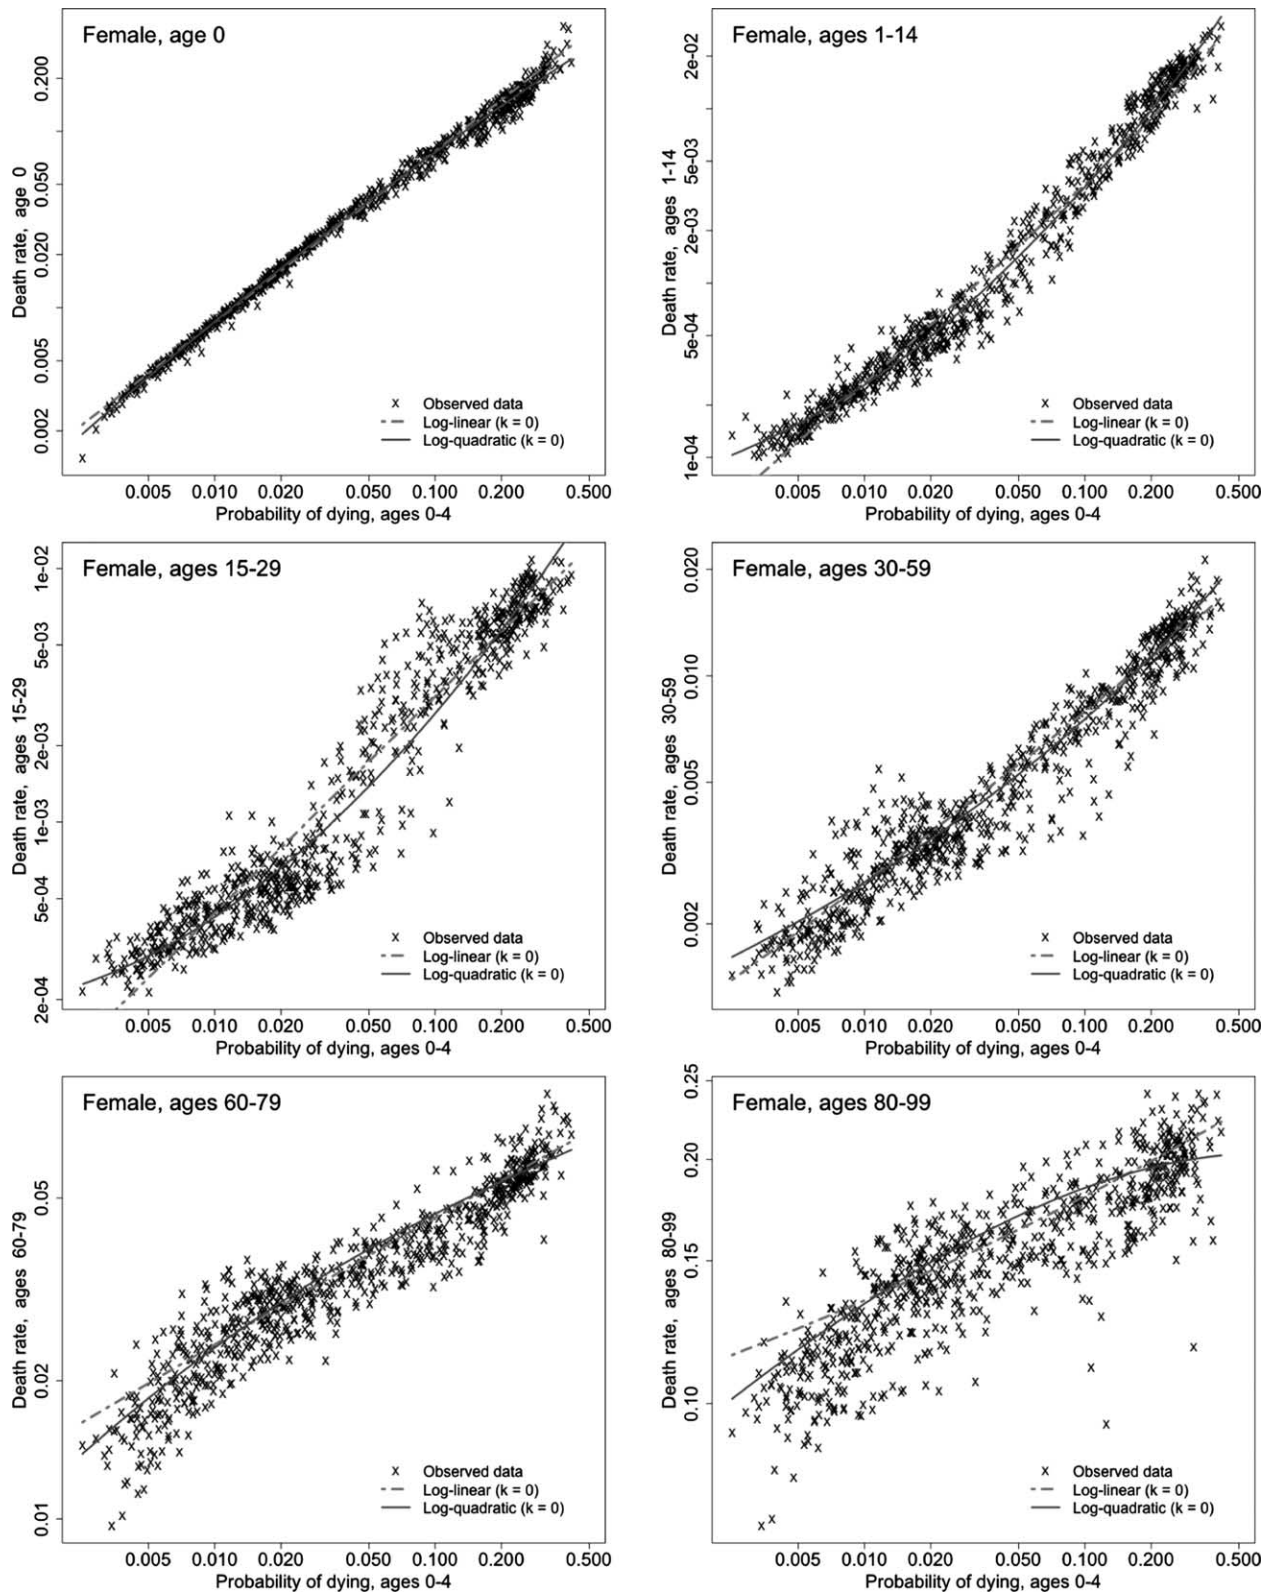 Female, age 0
Death rate, age 0
0.002 0.005 0.020 0.050 0.200
x Observed data
Log-linear (k = 0)
Log-quadratic (k = 0)
0.005 0.010 0.020 0.050 0.100 0.200 0.500
Probability of dying, ages 0-4
Female, ages 1-14
Death rate, ages 1-14
1e-04 5e-04 2e-03 5e-03 2e-02
x Observed data
Log-linear (k = 0)
Log-quadratic (k = 0)
0.005 0.010 0.020 0.050 0.100 0.200 0.500
Probability of dying, ages 0-4
Female, ages 15-29
Death rate, ages 15-29
2e-04 5e-04 1e-03 2e-03 5e-03 1e-02
x Observed data
Log-linear (k = 0)
Log-quadratic (k = 0)
0.005 0.010 0.020 0.050 0.100 0.200 0.500
Probability of dying, ages 0-4
Female, ages 30-59
Death rate, ages 30-59
0.002 0.005 0.010 0.020
x Observed data
Log-linear (k = 0)
Log-quadratic (k = 0)
0.005 0.010 0.020 0.050 0.100 0.200 0.500
Probability of dying, ages 0-4
Female, ages 60-79
Death rate, ages 60-79
0.01 0.02 0.05
x Observed data
Log-linear (k = 0)
Log-quadratic (k = 0)
0.005 0.010 0.020 0.050 0.100 0.200 0.500
Probability of dying, ages 0-4
Female, ages 80-99
Death rate, ages 80-99
0.10 0.15 0.20 0.25
x Observed data
Log-linear (k = 0)
Log-quadratic (k = 0)
0.005 0.010 0.020 0.050 0.100 0.200 0.500
Probability of dying, ages 0-4